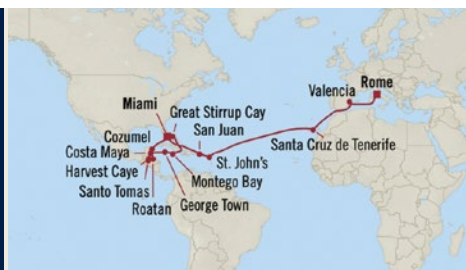 Rome
Valencia
Miami
Great Stirrup Cay
San Juan
Cozumel
Santa Cruz de Tenerife
Costa Maya
St. John's
Harvest Caye
Montego Bay
Santo Tomas
Roatan
George Town